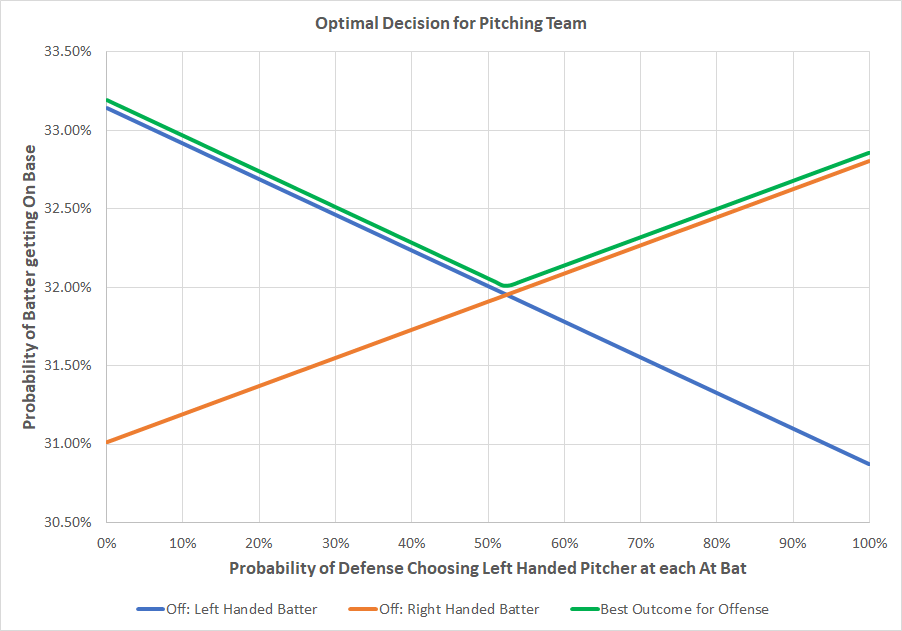 Optimal Decision for Pitching Team
33.50%
33.00%
32.50%
32.00%
31.50%
31.00%
30.50%
Probability of Batter getting On Base
0% 10% 20% 30% 40% 50% 60% 70% 80% 90% 100%
Probability of Defense Choosing Left Handed Pitcher at each At Bat
Off: Left Handed Batter Off: Right Handed Batter Best Outcome for Offense